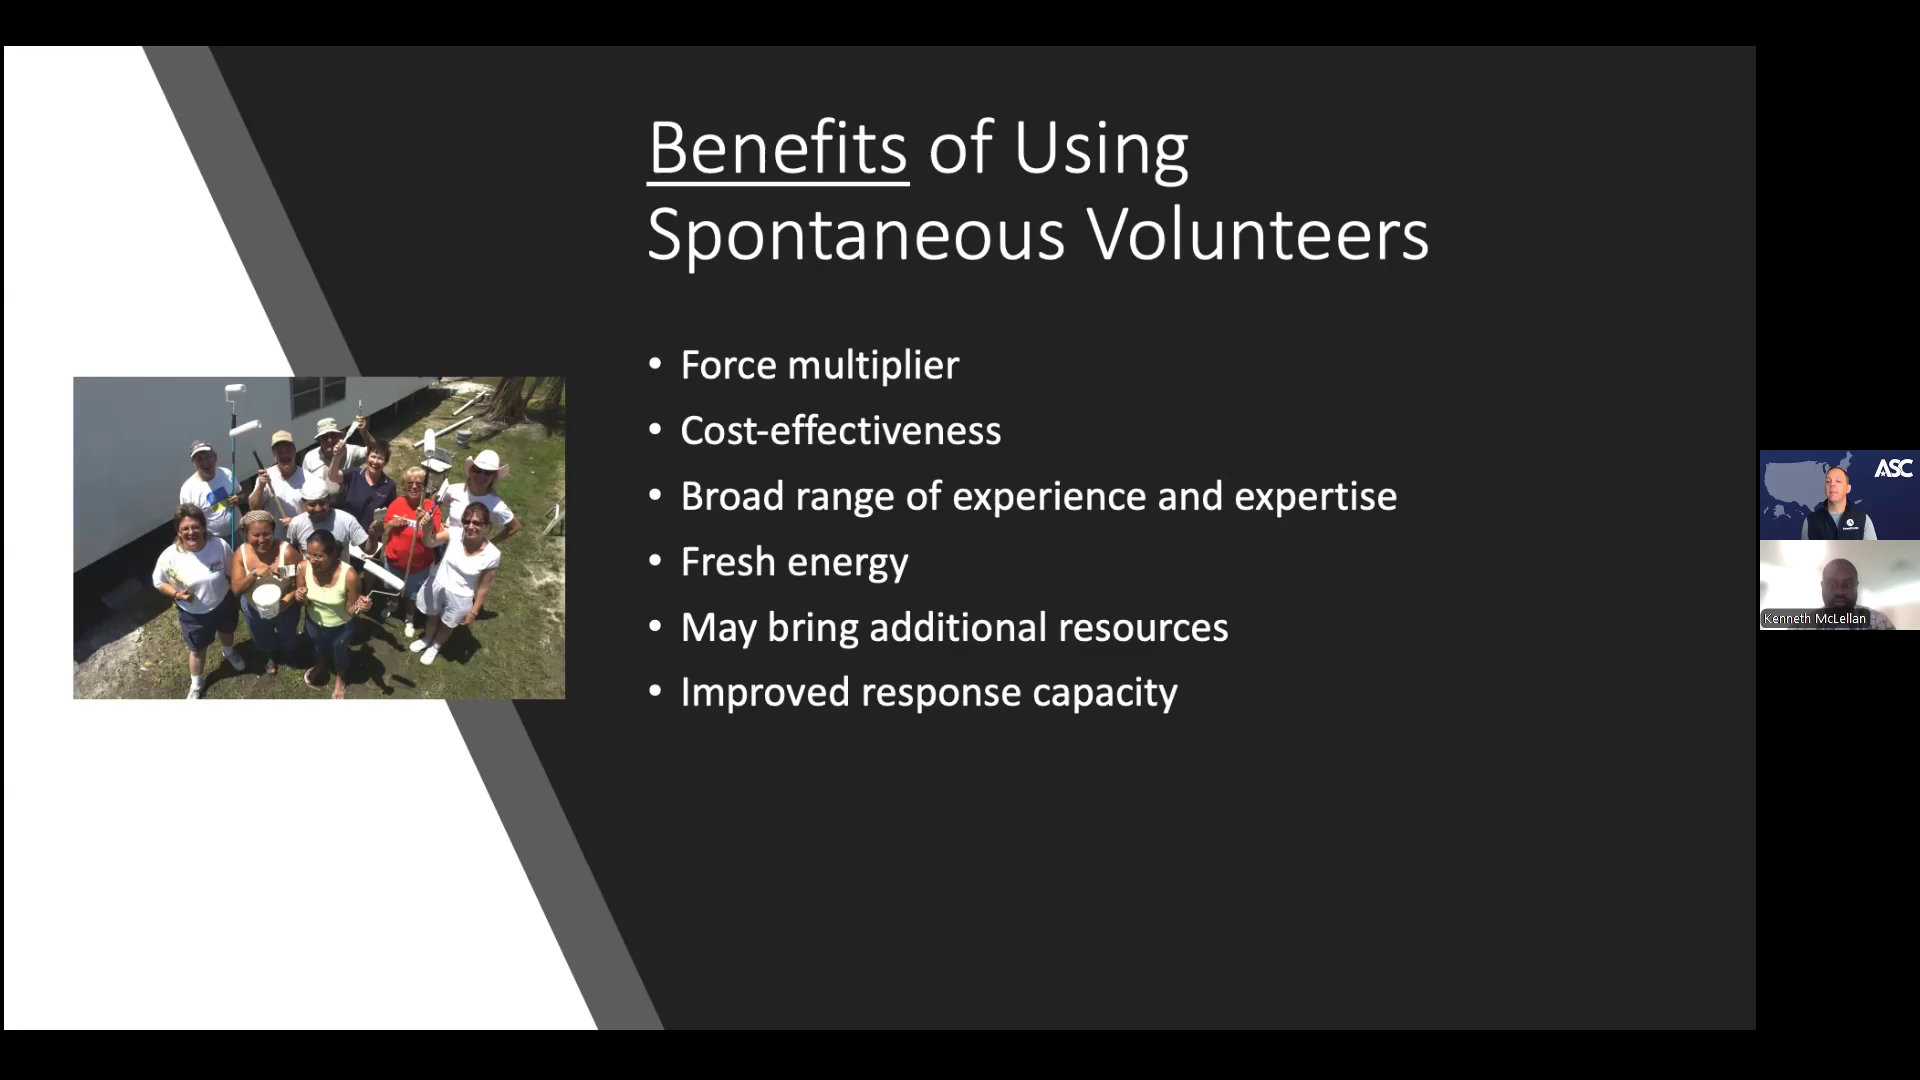 Benefits of Using
Spontaneous Volunteers
• Force multiplier
• Cost-effectiveness
• Broad range of experience and expertise
• Fresh energy
• May bring additional resources
• Improved response capacity
ASC
Kenneth McLellan